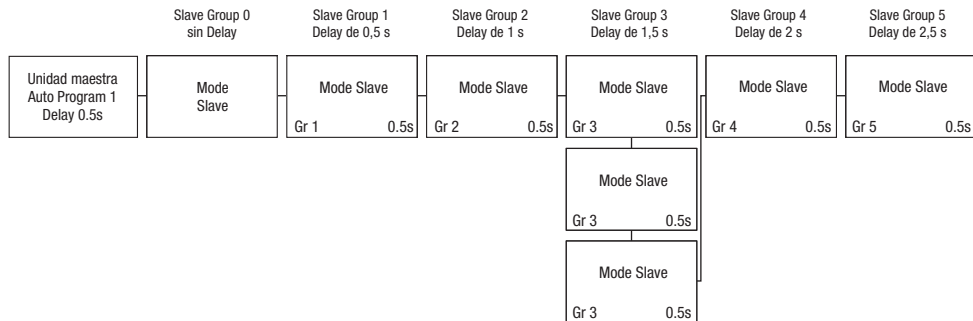 Slave Group 0
sin Delay
Slave Group 1
Delay de 0,5 s
Slave Group 2
Delay de 1 s
Slave Group 3
Delay de 1,5 s
Slave Group 4
Delay de 2 s
Slave Group 5
Delay de 2,5 s
Unidad maestra
Auto Program 1
Delay 0.5s
Mode
Slave
Mode Slave
Gr 1 0.5s
Mode Slave
Gr 2 0.5s
Mode Slave
Gr 3 0.5s
Mode Slave
Gr 4 0.5s
Mode Slave
Gr 5 0.5s
Mode Slave
Gr 3 0.5s
Mode Slave
Gr 3 0.5s